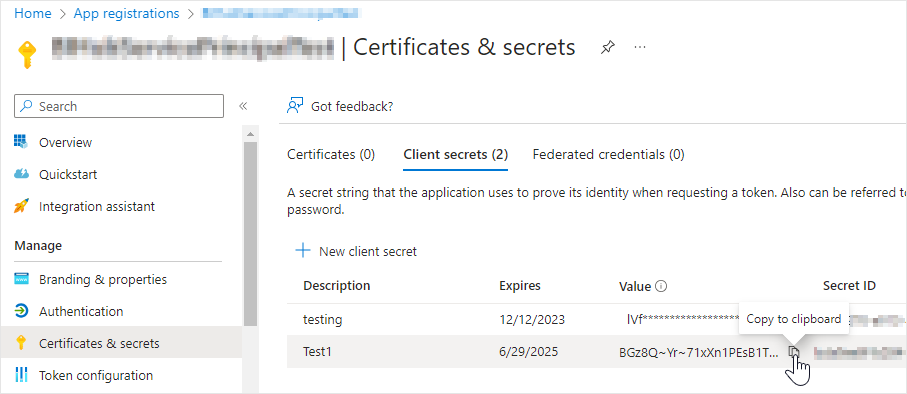 Home > App registrations >
| Certificates & secrets
Search
Got feedback?
Overview
Quickstart
Integration assistant
Manage
Branding & properties
Authentication
Certificates & secrets
Token configuration
Certificates (0) Client secrets (2) Federated credentials (0)
A secret string that the application uses to prove its identity when requesting a token. Also can be referred to
password.
New client secret
Description Expires Value Secret ID
testing 12/12/2023 lVf*******************
Copy to clipboard
Test1 6/29/2025 BGz8Q~Yr~71xXn1PEsB1T...